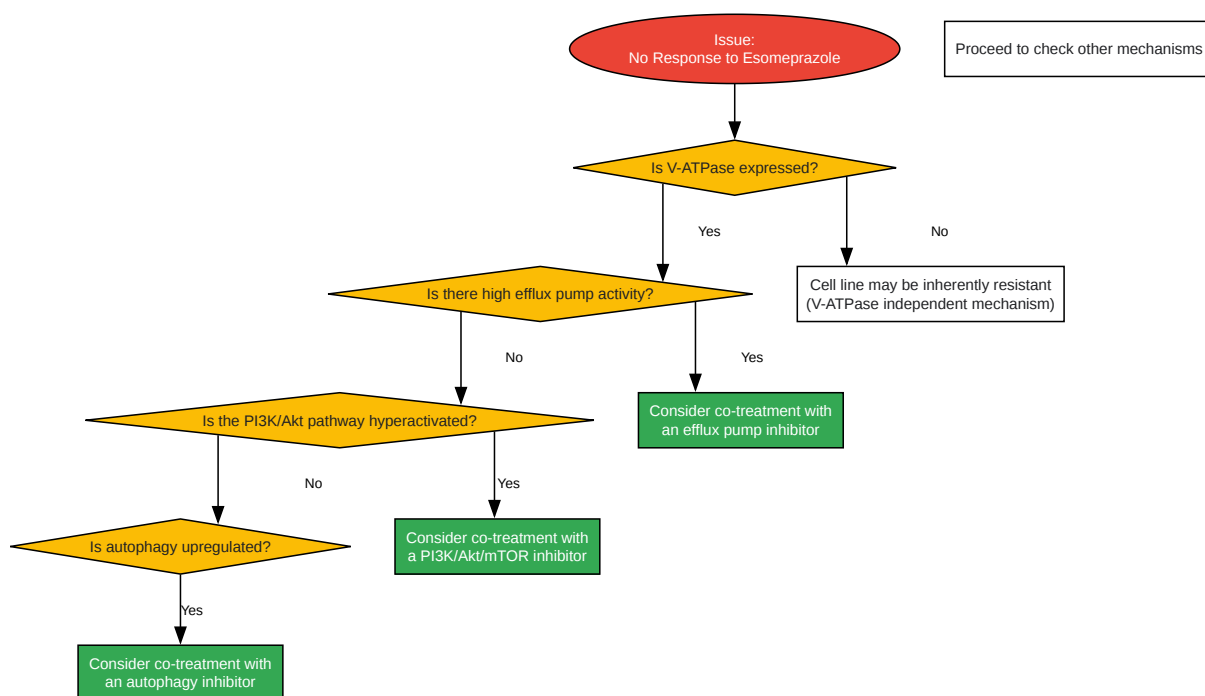 Issue:
No Response to Esomeprazole
Proceed to check other mechanisms
Is V-ATPase expressed?
Yes
No
Is there high efflux pump activity?
Cell line may be inherently resistant
(V-ATPase independent mechanism)
No
Yes
Is the PI3K/Akt pathway hyperactivated?
Consider co-treatment with
an efflux pump inhibitor
No
Yes
Is autophagy upregulated?
Consider co-treatment with
a PI3K/Akt/mTOR inhibitor
Yes
Consider co-treatment with
an autophagy inhibitor